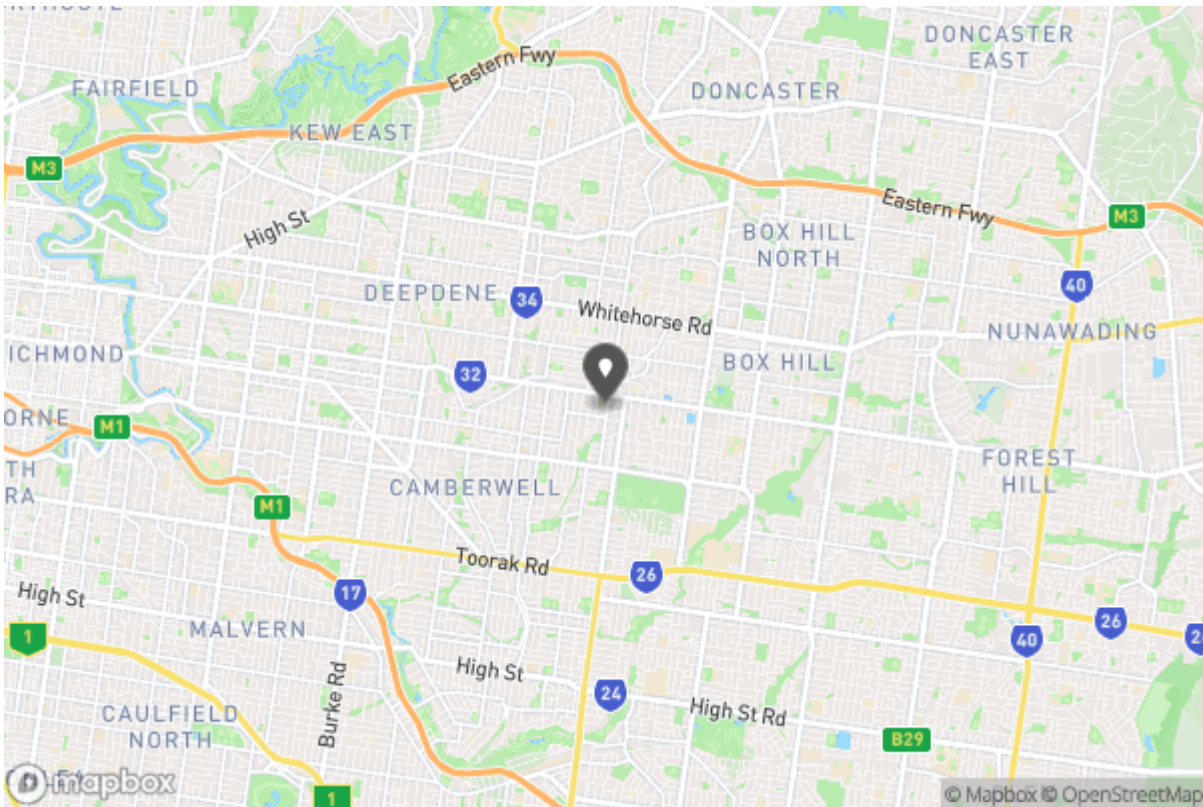 DONCASTER
EAST
FAIRFIELD
Eastern Fwy
DONCASTER
KEW EAST
M3
High St
Eastern Fwy
M3
BOX HILL
NORTH
40
DEEPDENE
34
Whitehorse Rd
NUNAWADING
ICHMOND
32
BOX HILL
ORNE
M1
TH
RA
CAMBERWELL
FOREST
HILL
M1
Toorak Rd
26
17
High St
26
1
MALVERN
40
High St
24
Burke Rd
High St Rd
CAULFIELD
NORTH
B29
mapbox
1
© Mapbox © OpenStreetMap